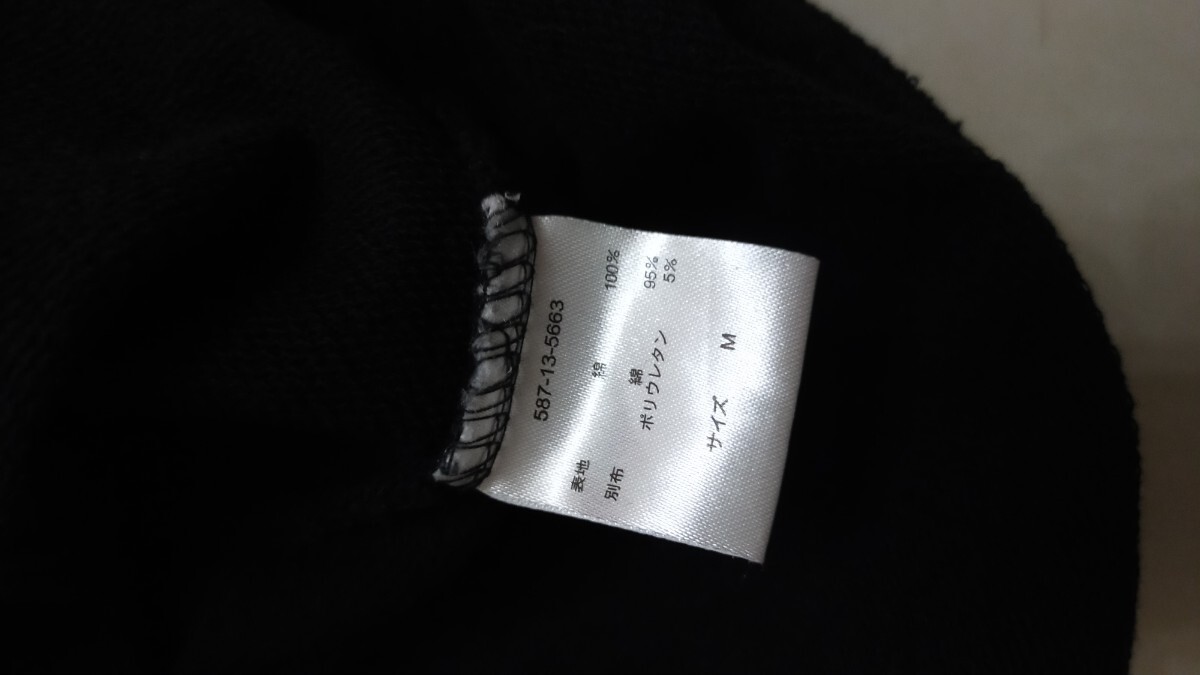 587-13-5663
表地 綿 100%
別布 綿 95%
ポリウレタン 5%
サイズ M